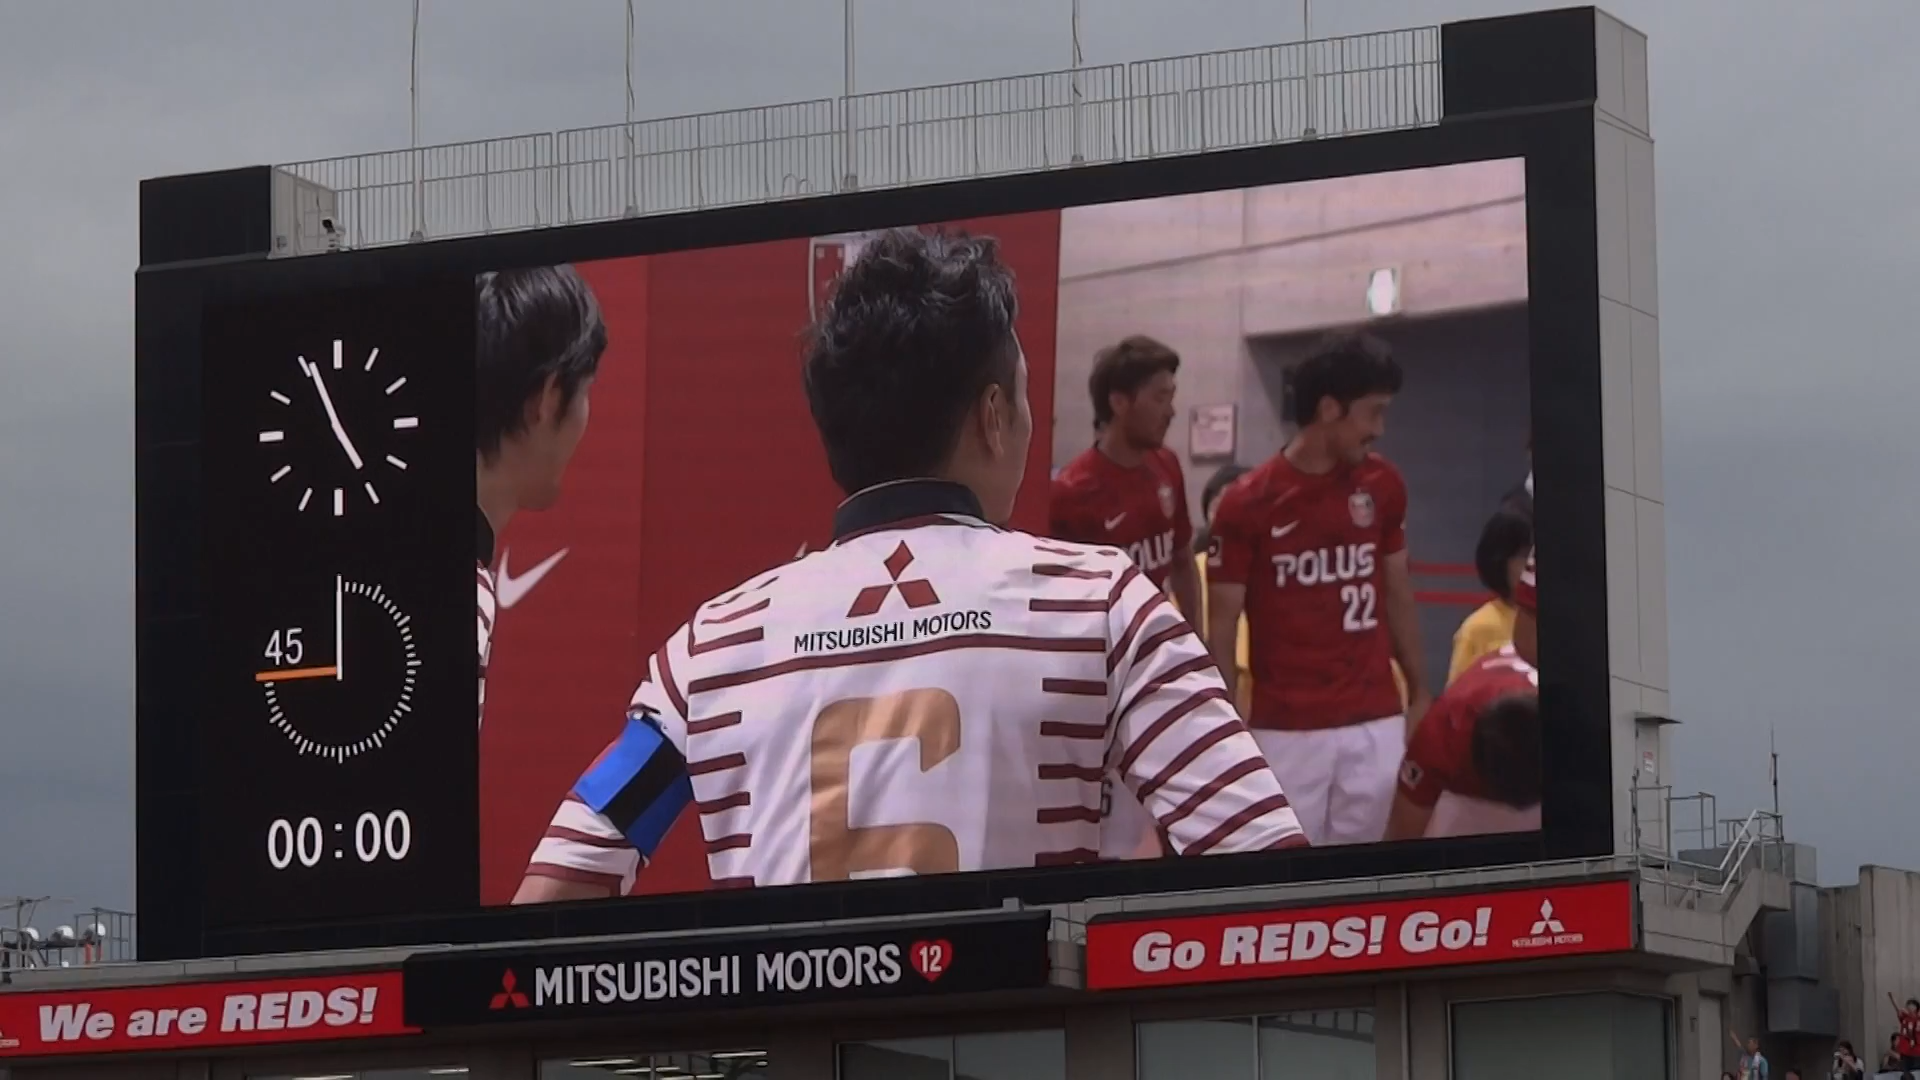 45
00:00
MITSUBISHI MOTORS
6
POLUS
22
We are REDS!
MITSUBISHI MOTORS 12
Go REDS! Go!
MITSUBISHI MOTORS